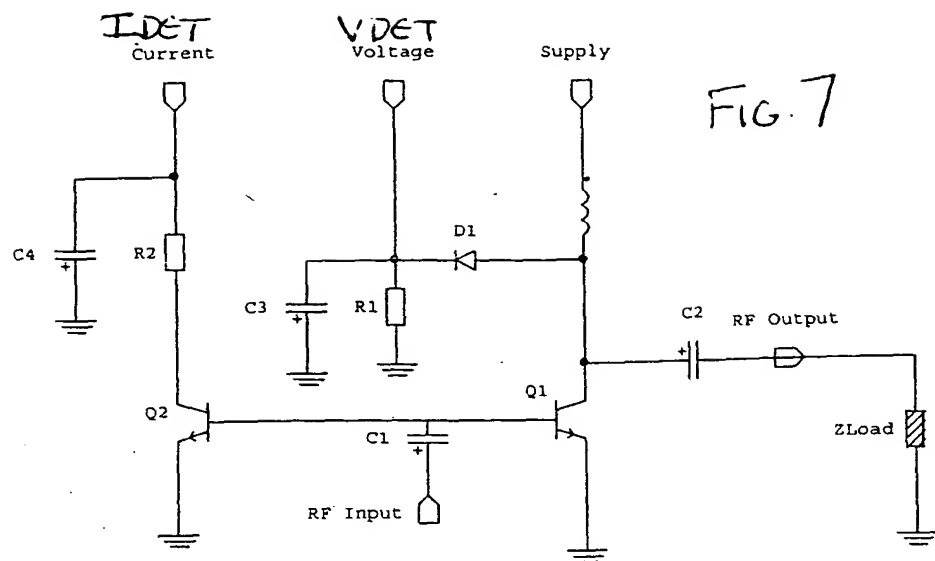 IDET
Current
VDET
Voltage
Supply
FIG. 7
C4
+
R2
D1
C3
+
R1
C2
+
RF Output
Q2
Q1
C1
+
ZLoad
RF Input